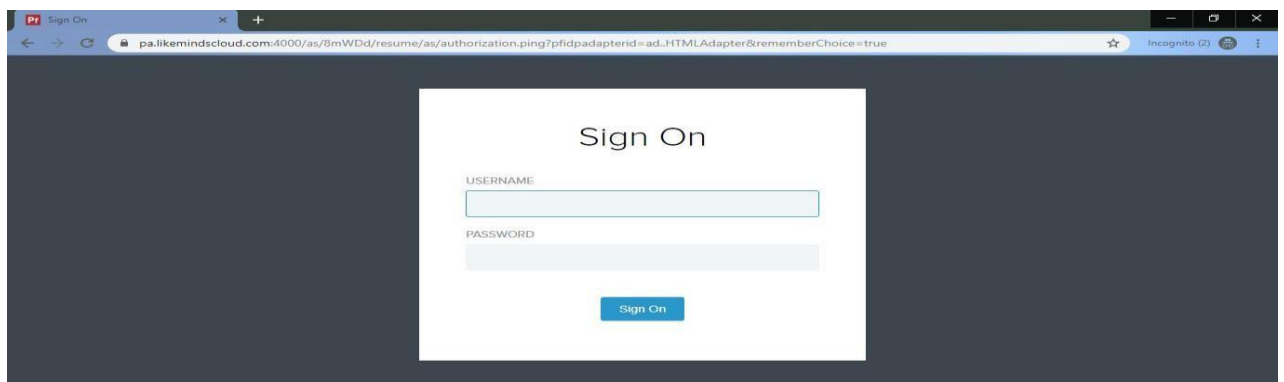 Pf Sign On
pa.likemindscloud.com:4000/as/8mWDd/resume/as/authorization.ping?pfidpadapterid=ad..HTMLAdapter&rememberChoice=true
Incognito (2)
Sign On
USERNAME
PASSWORD
Sign On